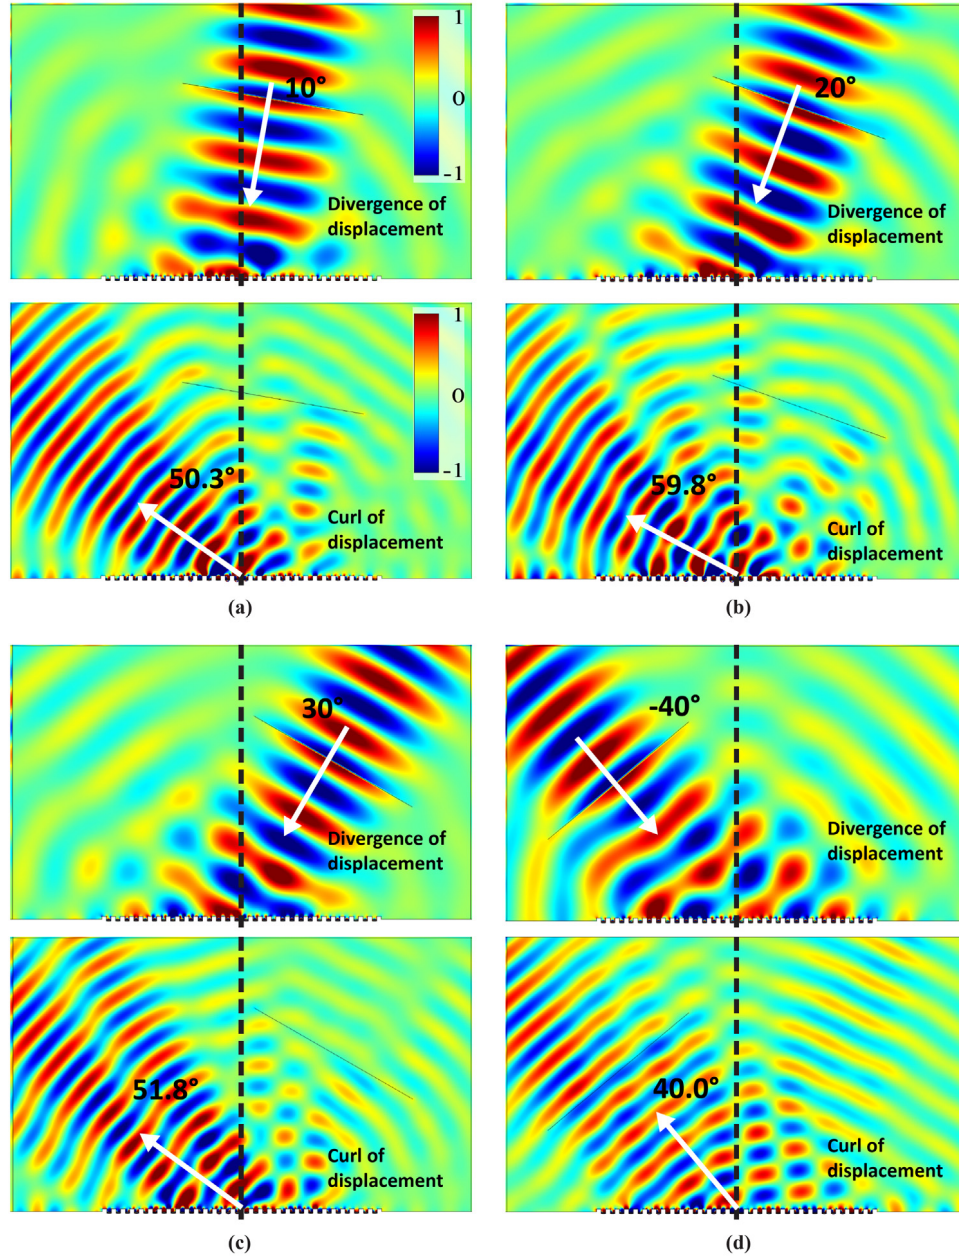 1
0
-1
10°
Divergence of
displacement
20°
Divergence of
displacement
1
0
-1
50.3°
Curl of
displacement
59.8°
Curl of
displacement
(a)
(b)
30°
Divergence of
displacement
-40°
Divergence of
displacement
51.8°
Curl of
displacement
40.0°
Curl of
displacement
(c)
(d)